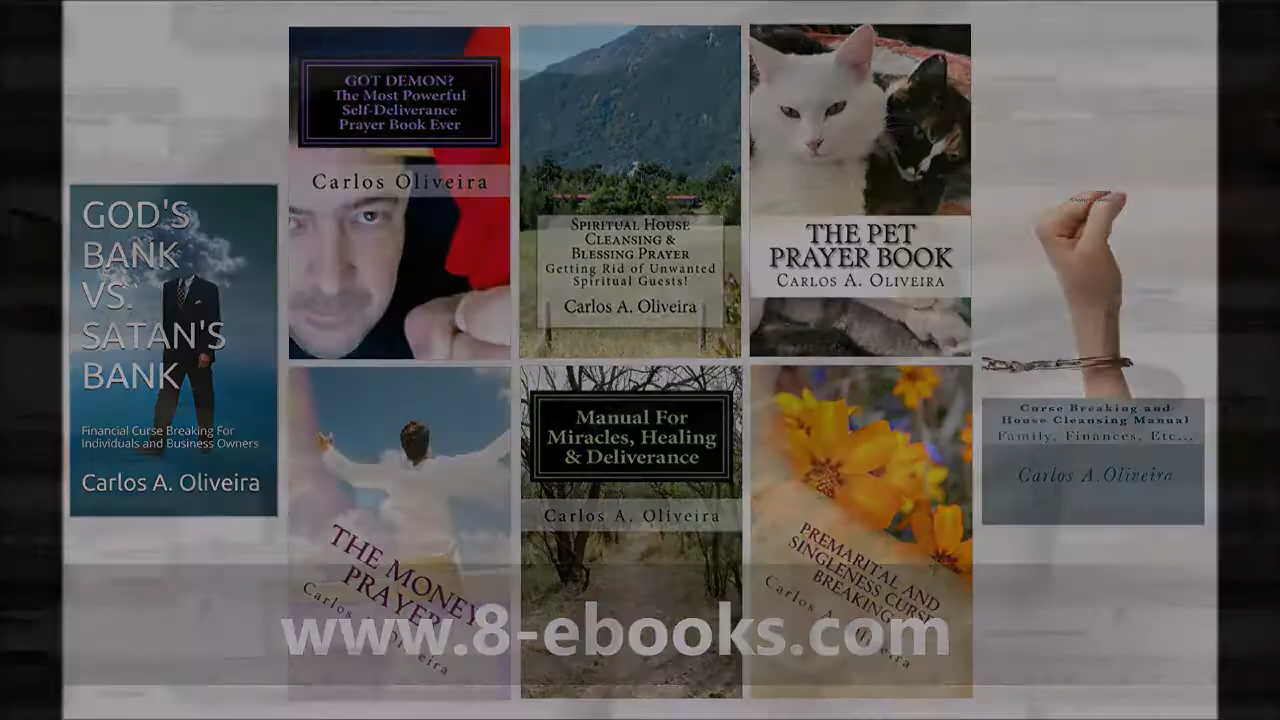 GOD'S
BANK
VS.
SATAN'S
BANK
Financial Curse Breaking For
Individuals and Business Owners
Carlos A. Oliveira
GOT DEMON?
The Most Powerful
Self-Deliverance
Prayer Book Ever
Carlos Oliveira
Spiritual House
Cleansing &
Blessing Prayer
Getting Rid of Unwanted
Spiritual Guests!
Carlos A. Oliveira
THE PET
PRAYER BOOK
Carlos A. Oliveira
Curse Breaking and
House Cleansing Manual
Family, Finances, Etc...
Carlos A.Oliveira
THE MONEY
PRAYER
Carlos A. Oliveira
Manual For
Miracles, Healing
& Deliverance
Carlos A. Oliveira
PREMARITAL AND
SINGLENESS CURSE
BREAKING
Carlos A. Oliveira
www.8-ebooks.com